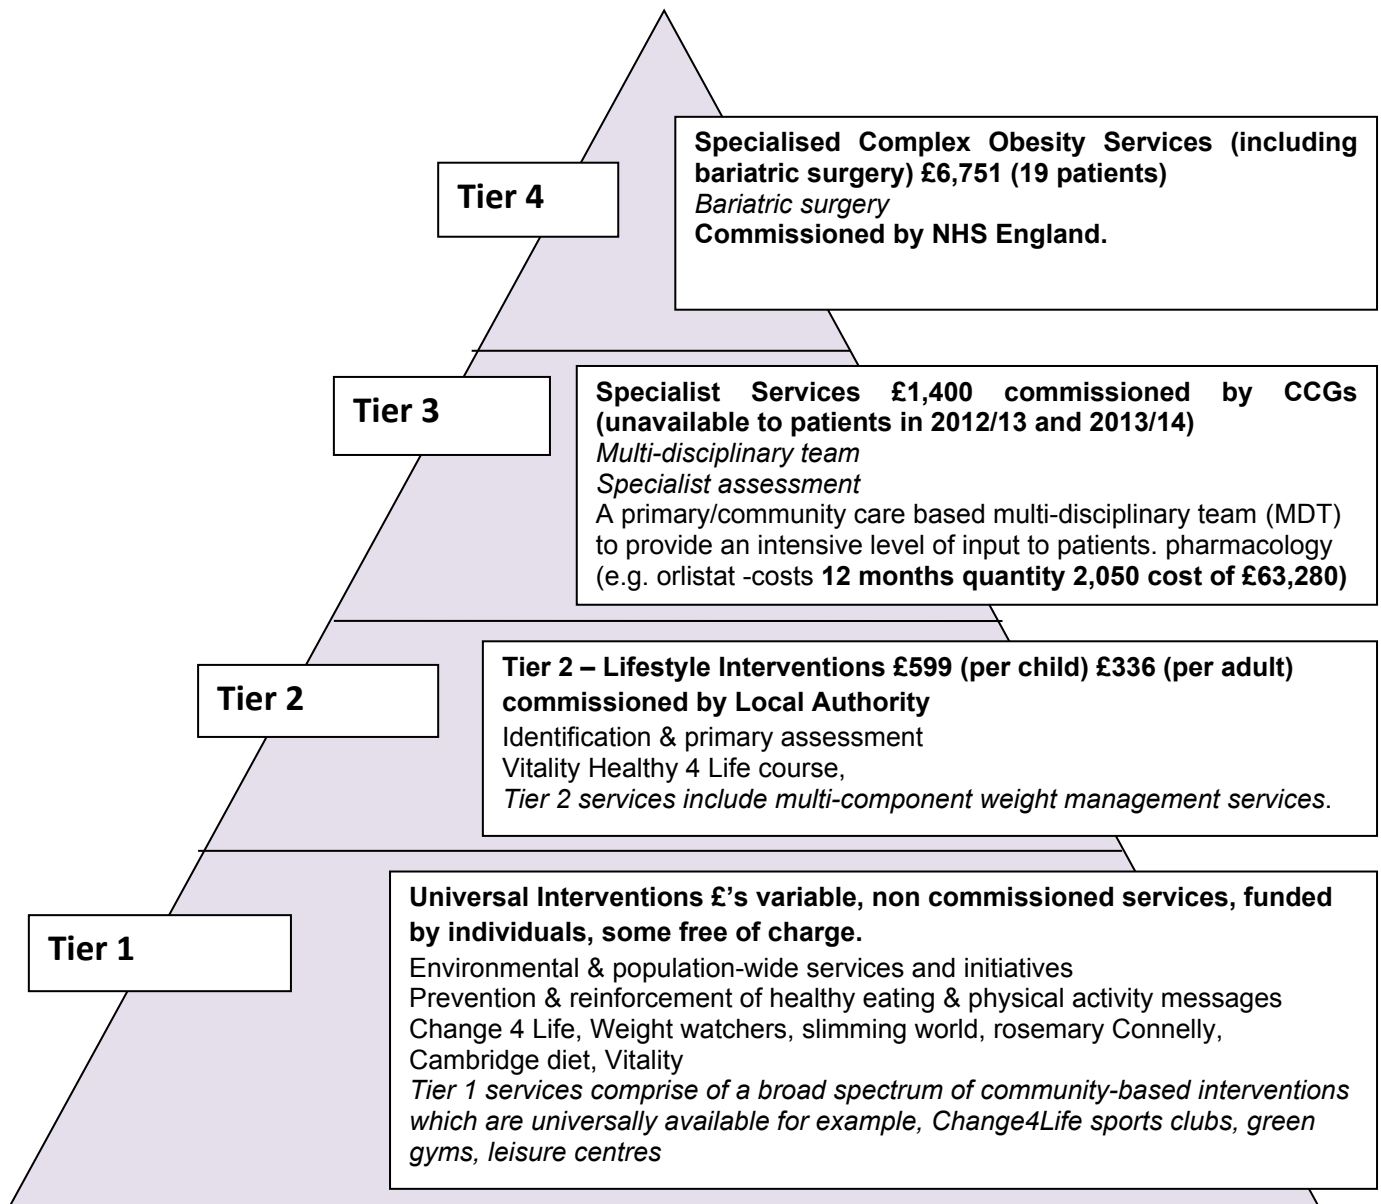 Tier 4
Specialised Complex Obesity Services (including
bariatric surgery) £6,751 (19 patients)
Bariatric surgery
Commissioned by NHS England.
Tier 3
Specialist Services £1,400 commissioned by CCGs
(unavailable to patients in 2012/13 and 2013/14)
Multi-disciplinary team
Specialist assessment
A primary/community care based multi-disciplinary team (MDT)
to provide an intensive level of input to patients. pharmacology
(e.g. orlistat -costs 12 months quantity 2,050 cost of £63,280)
Tier 2
Tier 2 – Lifestyle Interventions £599 (per child) £336 (per adult)
commissioned by Local Authority
Identification & primary assessment
Vitality Healthy 4 Life course,
Tier 2 services include multi-component weight management services.
Tier 1
Universal Interventions £’s variable, non commissioned services, funded
by individuals, some free of charge.
Environmental & population-wide services and initiatives
Prevention & reinforcement of healthy eating & physical activity messages
Change 4 Life, Weight watchers, slimming world, rosemary Connelly,
Cambridge diet, Vitality
Tier 1 services comprise of a broad spectrum of community-based interventions
which are universally available for example, Change4Life sports clubs, green
gyms, leisure centres